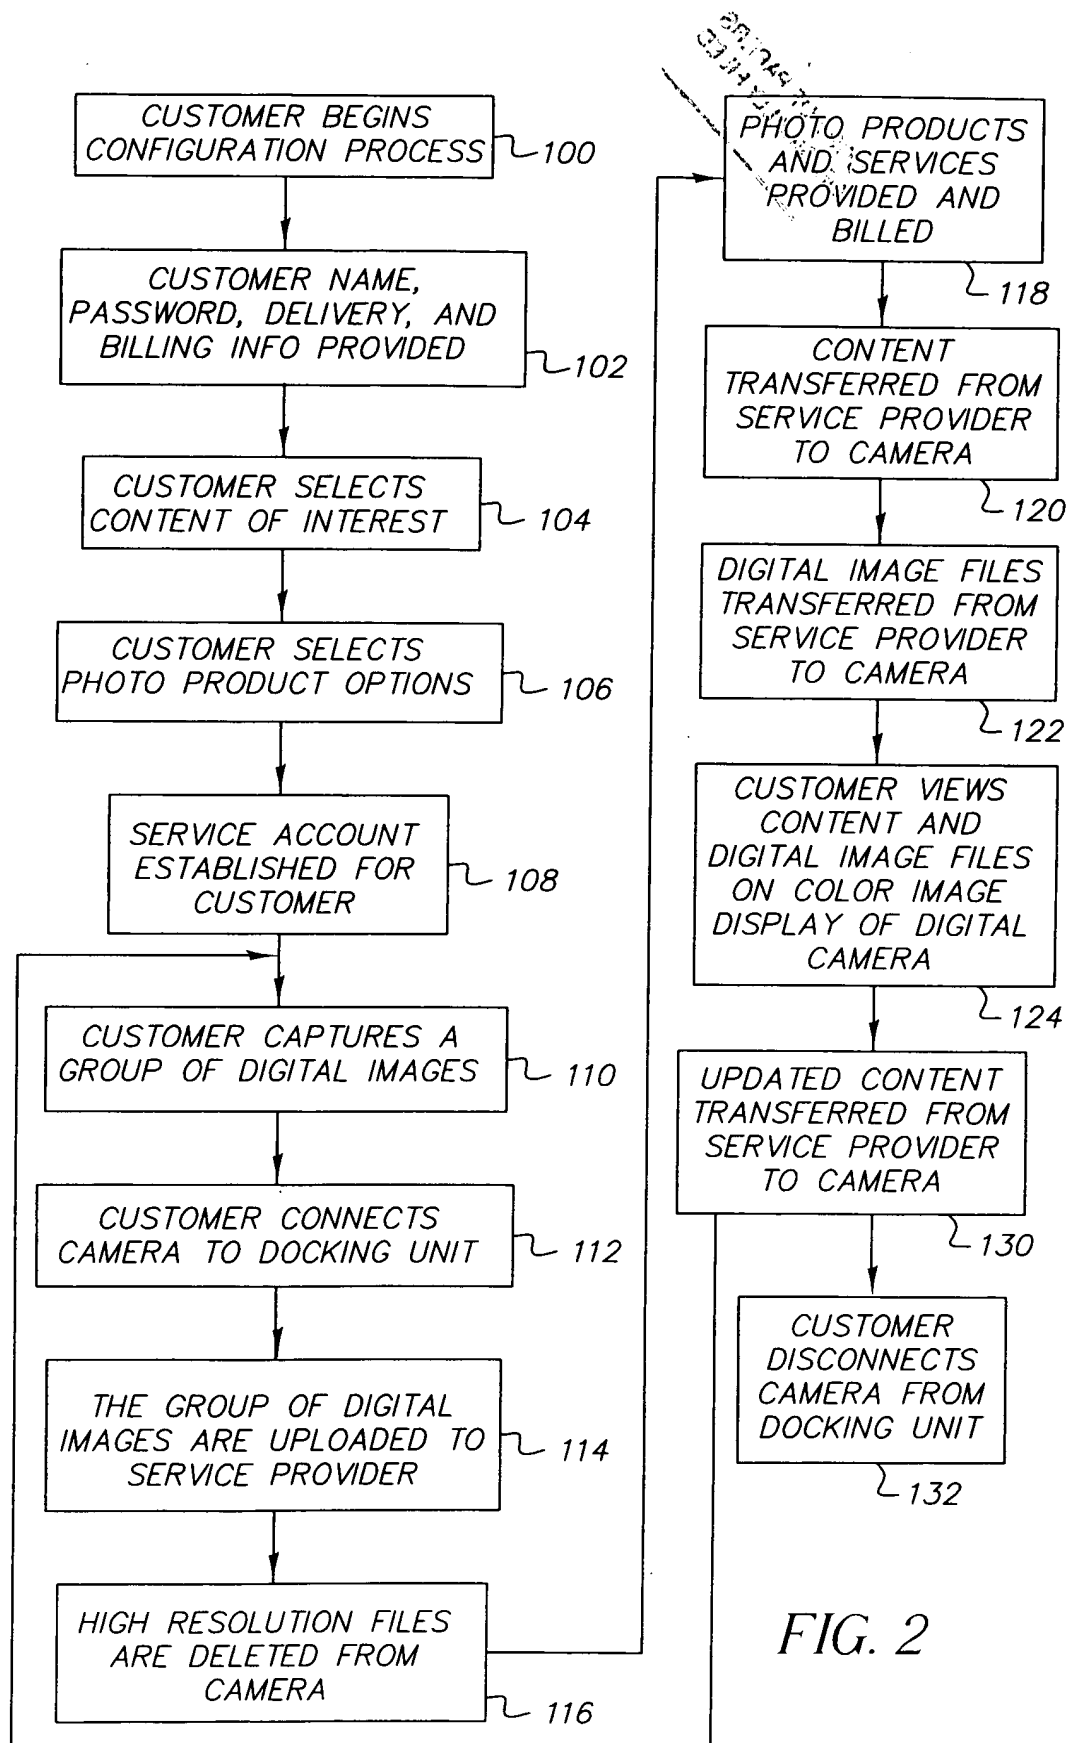 CUSTOMER BEGINS
CONFIGURATION PROCESS
100
CUSTOMER NAME,
PASSWORD, DELIVERY, AND
BILLING INFO PROVIDED
102
CUSTOMER SELECTS
CONTENT OF INTEREST
104
CUSTOMER SELECTS
PHOTO PRODUCT OPTIONS
106
SERVICE ACCOUNT
ESTABLISHED FOR
CUSTOMER
108
CUSTOMER CAPTURES A
GROUP OF DIGITAL IMAGES
110
CUSTOMER CONNECTS
CAMERA TO DOCKING UNIT
112
THE GROUP OF DIGITAL
IMAGES ARE UPLOADED TO
SERVICE PROVIDER
114
HIGH RESOLUTION FILES
ARE DELETED FROM
CAMERA
116
PHOTO PRODUCTS
AND SERVICES
PROVIDED AND
BILLED
118
CONTENT
TRANSFERRED FROM
SERVICE PROVIDER
TO CAMERA
120
DIGITAL IMAGE FILES
TRANSFERRED FROM
SERVICE PROVIDER
TO CAMERA
122
CUSTOMER VIEWS
CONTENT AND
DIGITAL IMAGE FILES
ON COLOR IMAGE
DISPLAY OF DIGITAL
CAMERA
124
UPDATED CONTENT
TRANSFERRED FROM
SERVICE PROVIDER
TO CAMERA
130
CUSTOMER
DISCONNECTS
CAMERA FROM
DOCKING UNIT
132
FIG. 2